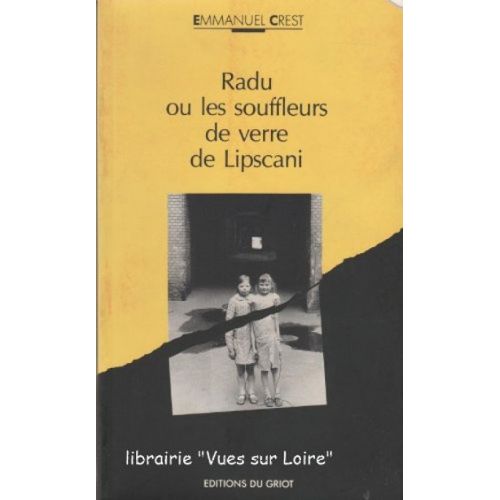 EMMANUEL CREST
Radu
ou les souffleurs
de verre
de Lipscani
librairie "Vues sur Loire"
EDITIONS DU GRIOT